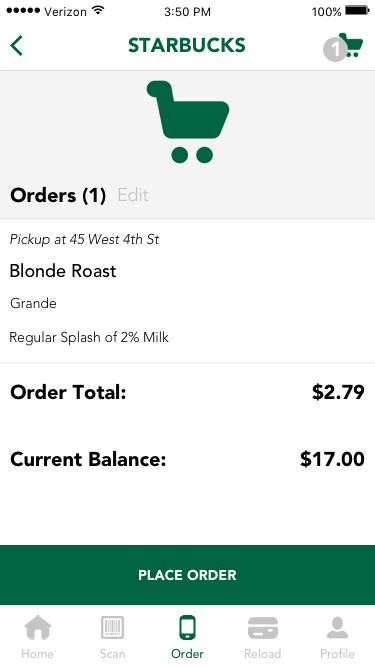 Verizon 3:50 PM 100%
STARBUCKS 1
Orders (1) Edit
Pickup at 45 West 4th St
Blonde Roast
Grande
Regular Splash of 2% Milk
Order Total: $2.79
Current Balance: $17.00
PLACE ORDER
Home Scan Order Reload Profile